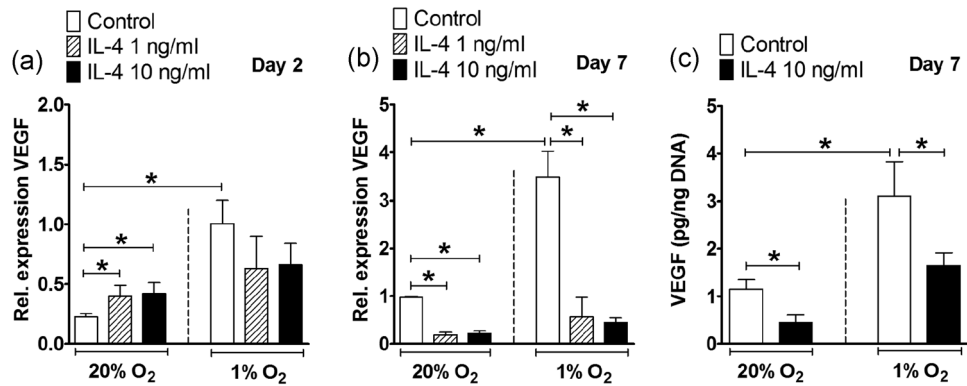 (a)
Control
IL-4 1 ng/ml
IL-4 10 ng/ml
Day 2
Rel. expression VEGF
2.0
1.5
1.0
0.5
0.0
*
*
*
20% O₂
1% O₂
(b)
Control
IL-4 1 ng/ml
IL-4 10 ng/ml
Day 7
Rel. expression VEGF
5
4
3
2
1
0
*
*
*
*
*
20% O₂
1% O₂
(c)
Control
IL-4 10 ng/ml
Day 7
VEGF (pg/ng DNA)
5
4
3
2
1
0
*
*
*
20% O₂
1% O₂